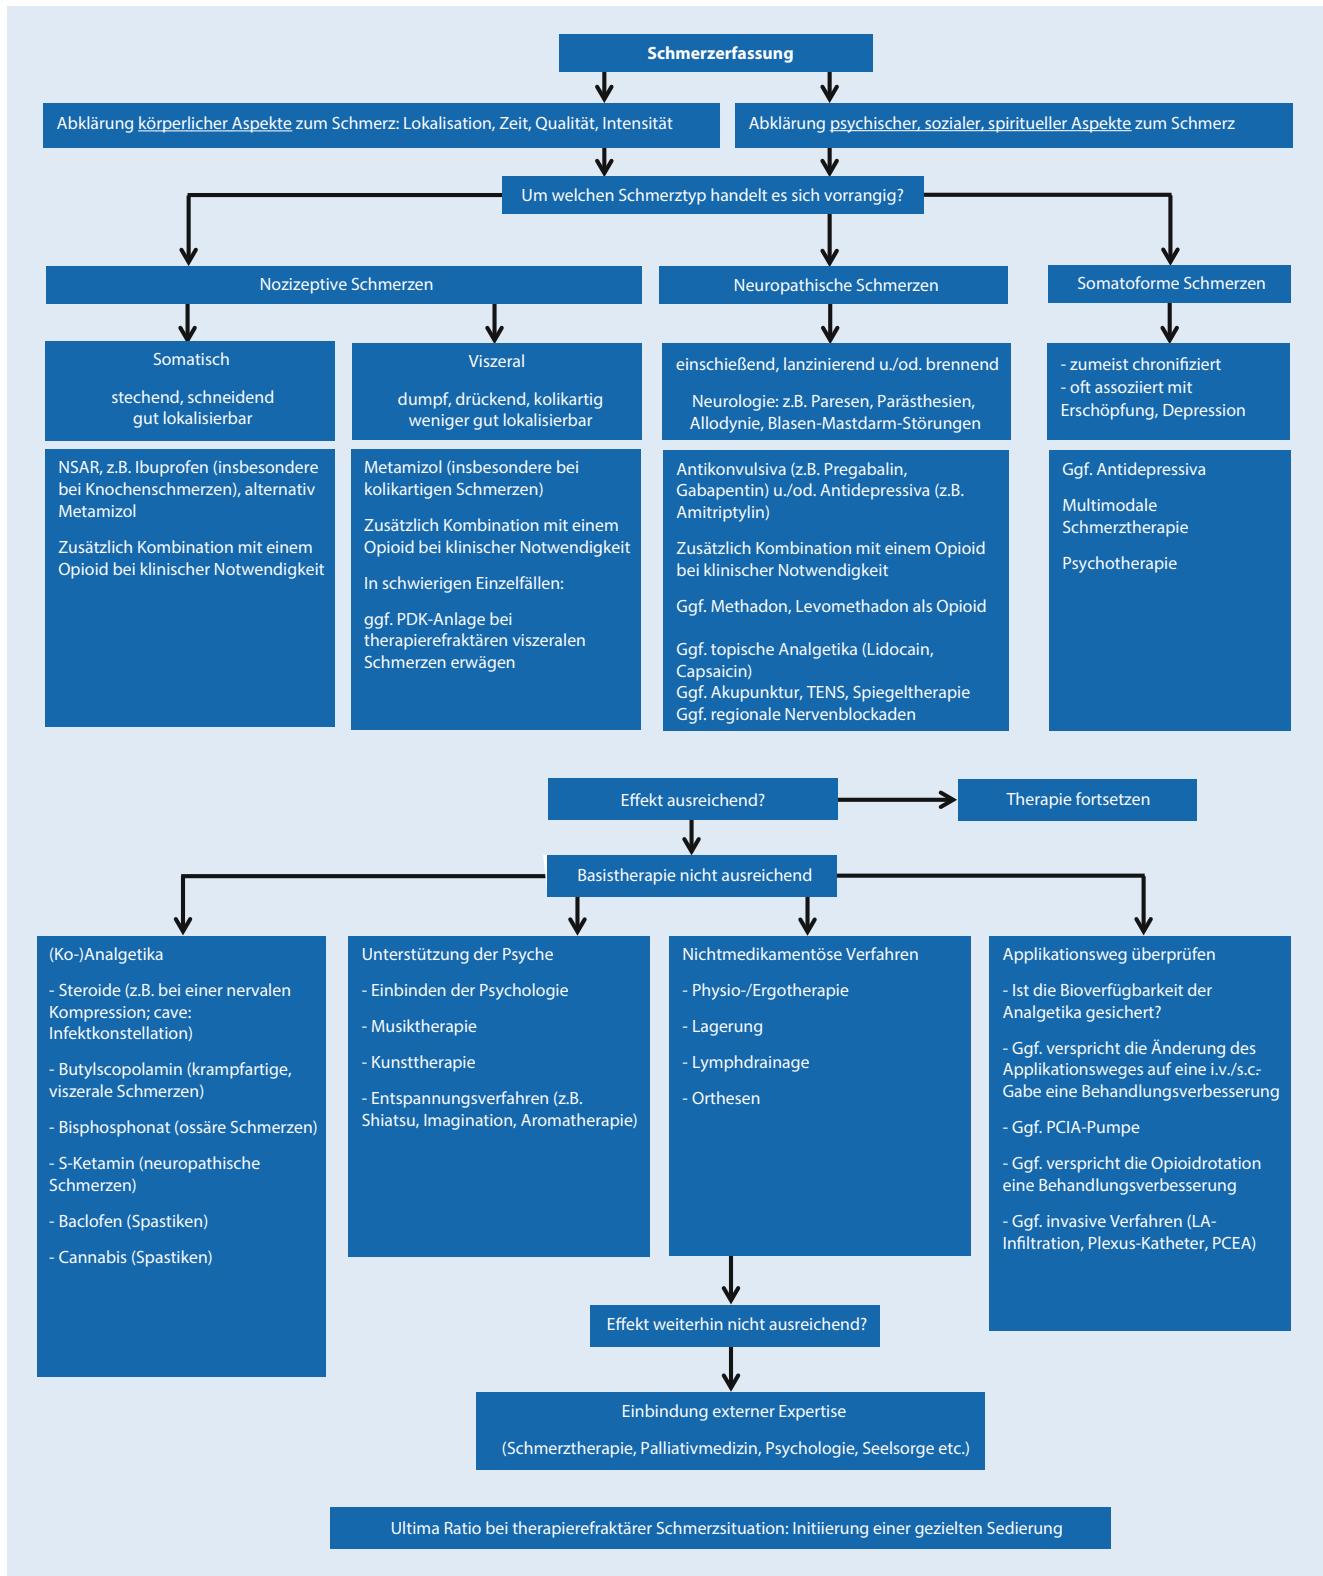 Schmerzerfassung
Abklärung körperlicher Aspekte zum Schmerz: Lokalisation, Zeit, Qualität, Intensität
Abklärung psychischer, sozialer, spiritueller Aspekte zum Schmerz
Um welchen Schmerztyp handelt es sich vorrangig?
Nozizeptive Schmerzen
Neuropathische Schmerzen
Somatoforme Schmerzen
Somatisch
stechend, schneidend
gut lokalisierbar
Viszeral
dumpf, drückend, kolikartig
weniger gut lokalisierbar
einschießend, lanzinierend u./od. brennend
Neurologie: z.B. Paresen, Parästhesien,
Allodynie, Blasen-Mastdarm-Störungen
- zumeist chronifiziert
- oft assoziiert mit
Erschöpfung, Depression
NSAR, z.B. Ibuprofen (insbesondere
bei Knochenschmerzen), alternativ
Metamizol
Zusätzlich Kombination mit einem
Opioid bei klinischer Notwendigkeit
Metamizol (insbesondere bei
kolikartigen Schmerzen)
Zusätzlich Kombination mit einem
Opioid bei klinischer Notwendigkeit
In schwierigen Einzelfällen:
ggf. PDK-Anlage bei
therapierefraktären viszeralen
Schmerzen erwägen
Antikonvulsiva (z.B. Pregabalin,
Gabapentin) u./od. Antidepressiva (z.B.
Amitriptylin)
Zusätzlich Kombination mit einem Opioid
bei klinischer Notwendigkeit
Ggf. Methadon, Levomethadon als Opioid
Ggf. topische Analgetika (Lidocain,
Capsaicin)
Ggf. Akupunktur, TENS, Spiegeltherapie
Ggf. regionale Nervenblockaden
Ggf. Antidepressiva
Multimodale
Schmerztherapie
Psychotherapie
Effekt ausreichend?
Therapie fortsetzen
Basistherapie nicht ausreichend
(Ko-)Analgetika
- Steroide (z.B. bei einer nervalen
Kompression; cave:
Infektkonstellation)
- Butylscopolamin (krampfartige,
viszerale Schmerzen)
- Bisphosphonat (ossäre Schmerzen)
- S-Ketamin (neuropathische
Schmerzen)
- Baclofen (Spastiken)
- Cannabis (Spastiken)
Unterstützung der Psyche
- Einbinden der Psychologie
- Musiktherapie
- Kunsttherapie
- Entspannungsverfahren (z.B.
Shiatsu, Imagination, Aromatherapie)
Nichtmedikamentöse Verfahren
- Physio-/Ergotherapie
- Lagerung
- Lymphdrainage
- Orthesen
Applikationsweg überprüfen
- Ist die Bioverfügbarkeit der
Analgetika gesichert?
- Ggf. verspricht die Änderung des
Applikationsweges auf eine i.v./s.c.-
Gabe eine Behandlungsverbesserung
- Ggf. PCIA-Pumpe
- Ggf. verspricht die Opioidrotation
eine Behandlungsverbesserung
- Ggf. invasive Verfahren (LA-
Infiltration, Plexus-Katheter, PCEA)
Effekt weiterhin nicht ausreichend?
Einbindung externer Expertise
(Schmerztherapie, Palliativmedizin, Psychologie, Seelsorge etc.)
Ultima Ratio bei therapierefraktärer Schmerzsituation: Initiierung einer gezielten Sedierung